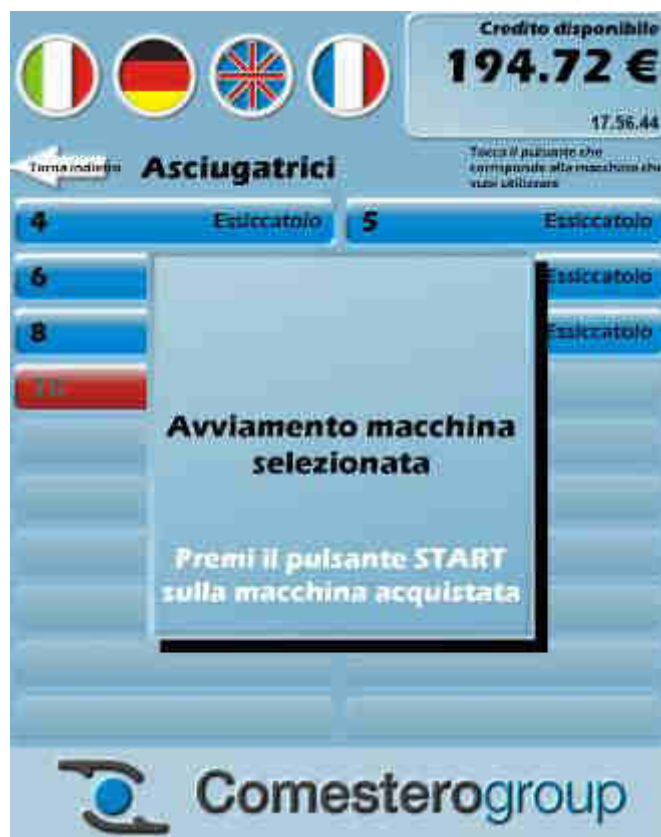 Credito disponibile
194.72 €
17.56.44
Torna indietro
Asciugatrici
Tocca il pulsante che
corrisponde alla macchina che
vuoi utilizzare
4 Essiccatoio
5 Essiccatoio
6
Essiccatoio
8
Essiccatoio
Avviamento macchina
selezionata
Premi il pulsante START
sulla macchina acquistata
Comesterogroup